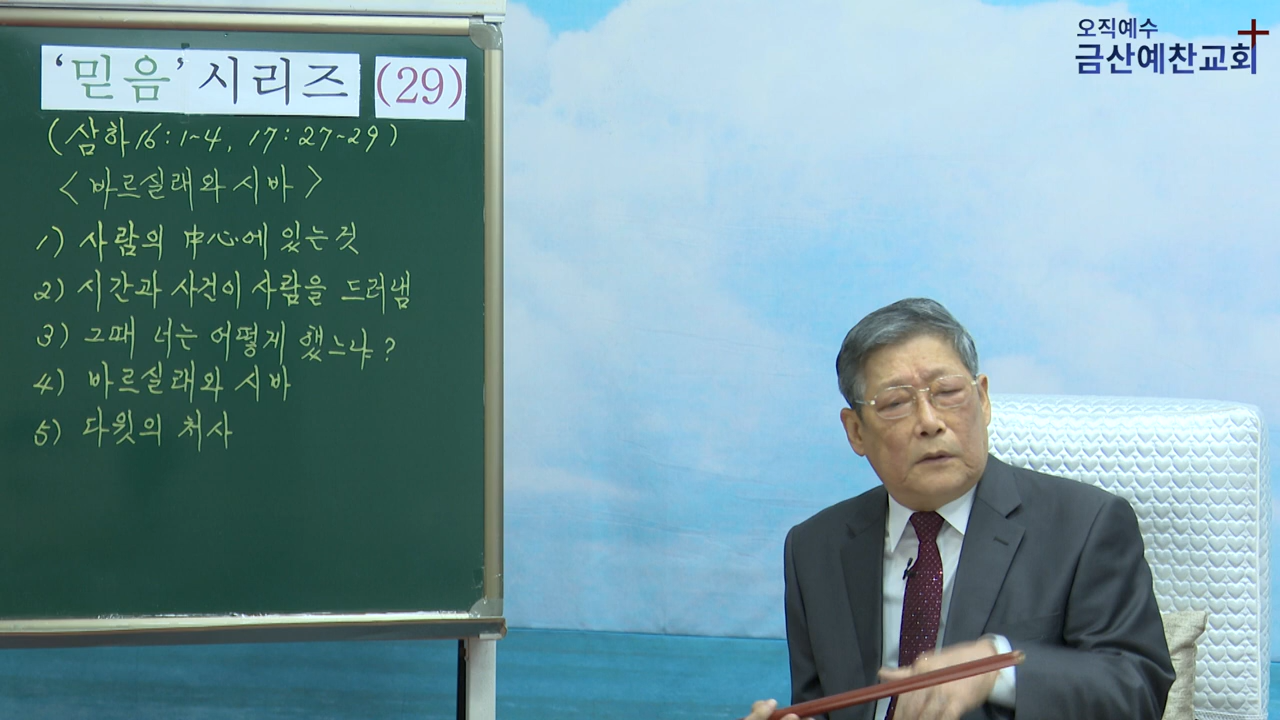 ‘믿음’ 시리즈 (29)
(삼하 16:1~4, 17:27~29)
<바르실래와 시바>
1) 사람의 中心에 있는것
2) 시간과 사건이 사람을 드러냄
3) 그때 너는 어떻게 했느냐?
4) 바르실래와 시바
5) 다윗의 처사
오직예수
금산예찬교회